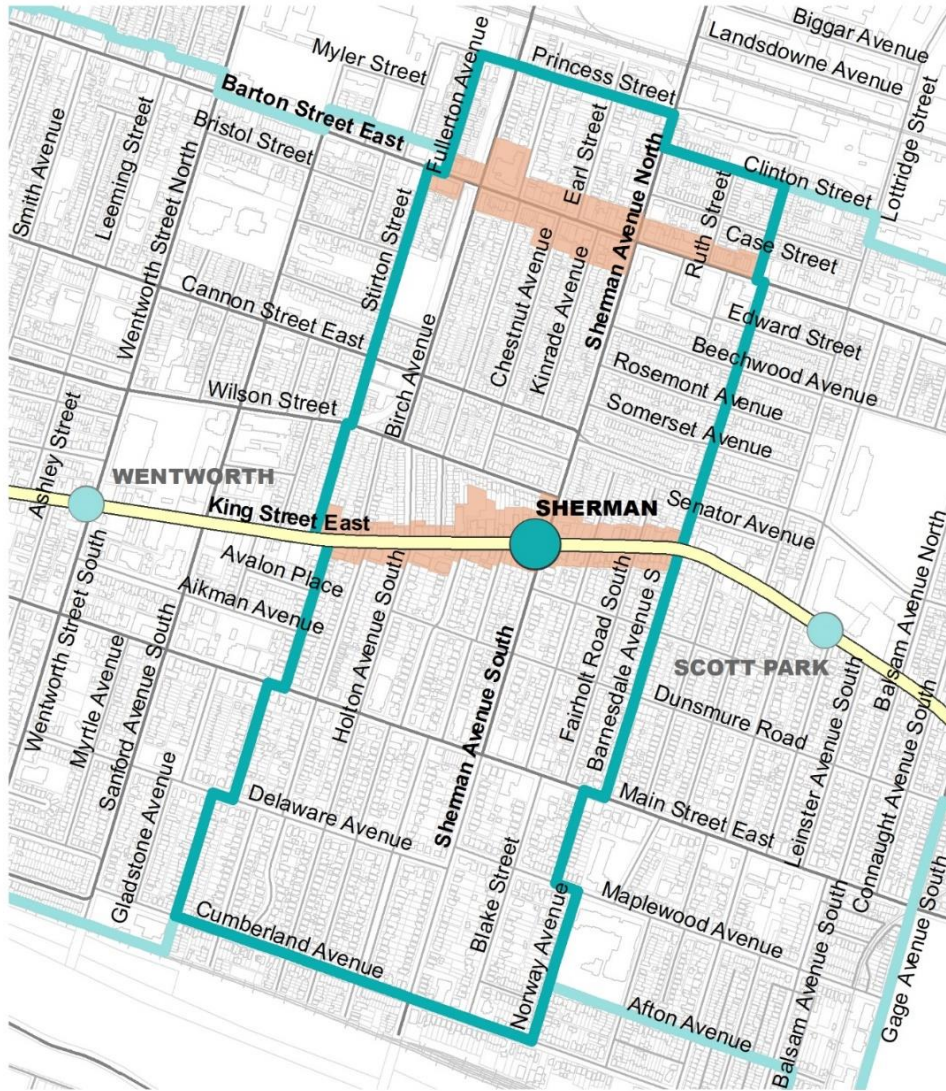 Biggar Avenue
Landsdowne Avenue
Myler Street
Princess Street
Fullerton Avenue
Barton Street East
Bristol Street
Earl Street
Lottridge Street
Clinton Street
Smith Avenue
Leeming Street
Wentworth Street North
Sherman Avenue North
Ruth Street
Case Street
Stirton Street
Cannon Street East
Chestnut Avenue
Kinrade Avenue
Edward Street
Beechwood Avenue
Birch Avenue
Rosemont Avenue
Somerset Avenue
Wilson Street
Ashley Street
WENTWORTH
SHERMAN
King Street East
Senator Avenue
Avalon Place
Aikman Avenue
Balsam Avenue North
Wentworth Street South
Myrtle Avenue
Sanford Avenue South
Holton Avenue South
Sherman Avenue South
Fairholt Road South
Barnesdale Avenue S
SCOTT PARK
Dunsmure Road
Leinster Avenue South
Connaught Avenue South
Gladstone Avenue
Delaware Avenue
Main Street East
Blake Street
Maplewood Avenue
Cumberland Avenue
Norway Avenue
Afton Avenue
Balsam Avenue South
Gage Avenue South